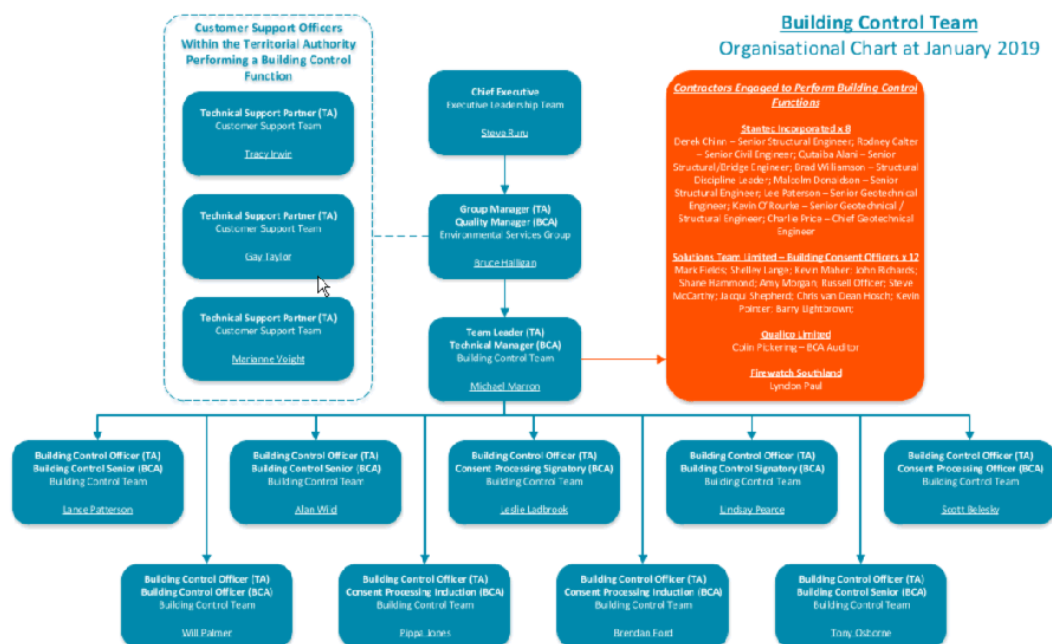 Building Control Team
Organisational Chart at January 2019
Customer Support Officers
Within the Territorial Authority
Performing a Building Control
Function
Technical Support Partner (TA)
Customer Support Team
Tracy Irwin
Technical Support Partner (TA)
Customer Support Team
Gay Taylor
Technical Support Partner (TA)
Customer Support Team
Marianne Voight
Chief Executive
Executive Leadership Team
Steve Ruru
Group Manager (TA)
Quality Manager (BCA)
Environmental Services Group
Bruce Halligan
Team Leader (TA)
Technical Manager (BCA)
Building Control Team
Michael Marron
Contractors Engaged to Perform Building Control
Functions
Stantec Incorporated x 8
Derek Chinn – Senior Structural Engineer; Rodney Calter
– Senior Civil Engineer; Qutaiba Alani – Senior
Structural/Bridge Engineer; Brad Williamson – Structural
Discipline Leader; Malcolm Donaldson – Senior
Structural Engineer; Lee Paterson – Senior Geotechnical
Engineer; Kevin O'Rourke – Senior Geotechnical /
Structural Engineer; Charlie Price – Chief Geotechnical
Engineer
Solutions Team Limited – Building Consent Officers x 12
Mark Fields; Shelley Lange; Kevin Maher; John Richards;
Shane Hammond; Amy Morgan; Russell Officer; Steve
McCarthy; Jacqui Shepherd; Chris van Dean Hosch; Kevin
Pointer; Barry Lightbrown;
Qualico Limited
Colin Pickering – BCA Auditor
Firewatch Southland
Lyndon Paul
Building Control Officer (TA)
Building Control Senior (BCA)
Building Control Team
Lance Patterson
Building Control Officer (TA)
Building Control Senior (BCA)
Building Control Team
Alan Wild
Building Control Officer (TA)
Consent Processing Signatory (BCA)
Building Control Team
Leslie Ladbrook
Building Control Officer (TA)
Building Control Signatory (BCA)
Building Control Team
Lindsay Pearce
Building Control Officer (TA)
Consent Processing Officer (BCA)
Building Control Team
Scott Belesky
Building Control Officer (TA)
Building Control Officer (BCA)
Building Control Team
Will Palmer
Building Control Officer (TA)
Consent Processing Induction (BCA)
Building Control Team
Pippa Jones
Building Control Officer (TA)
Consent Processing Induction (BCA)
Building Control Team
Brendan Ford
Building Control Officer (TA)
Building Control Senior (BCA)
Building Control Team
Tony Osborne